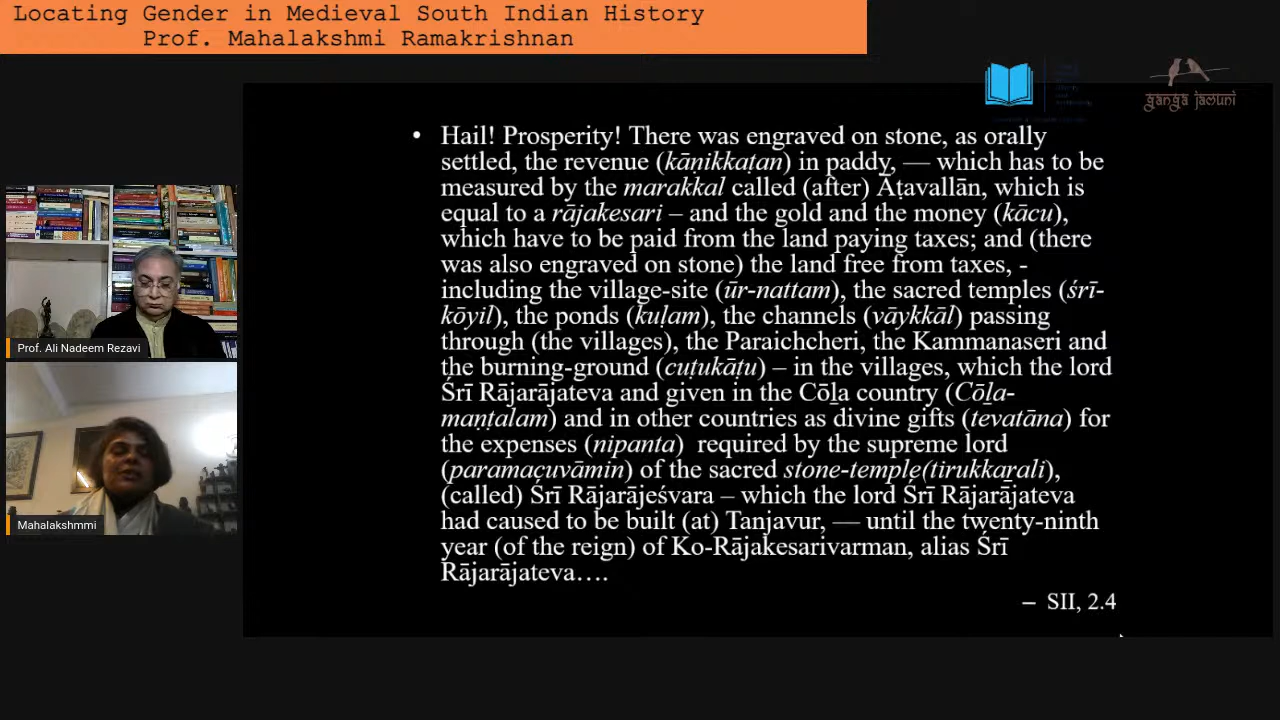 Locating Gender in Medieval South Indian History
Prof. Mahalakshmi Ramakrishnan
ganga jamuni
• Hail! Prosperity! There was engraved on stone, as orally
settled, the revenue (kāṇikkaṭan) in paddy, — which has to be
measured by the marakkal called (after) Āṭavallān, which is
equal to a rājakesari – and the gold and the money (kācu),
which have to be paid from the land paying taxes; and (there
was also engraved on stone) the land free from taxes, -
including the village-site (ūr-nattam), the sacred temples (śrī-
kōyil), the ponds (kuḷam), the channels (vāykkāl) passing
through (the villages), the Paraichcheri, the Kammanaseri and
the burning-ground (cuṭukāṭu) – in the villages, which the lord
Śrī Rājarājateva and given in the Cōḻa country (Cōḻa-
maṇṭalam) and in other countries as divine gifts (tevatāna) for
the expenses (nipanta) required by the supreme lord
(paramaçuvāmin) of the sacred stone-temple(tirukkaṟali),
(called) Śrī Rājarājeśvara – which the lord Śrī Rājarājateva
had caused to be built (at) Tanjavur, — until the twenty-ninth
year (of the reign) of Ko-Rājakesarivarman, alias Śrī
Rājarājateva….
– SII, 2.4
Prof. Ali Nadeem Rezavi
Mahalakshmmi